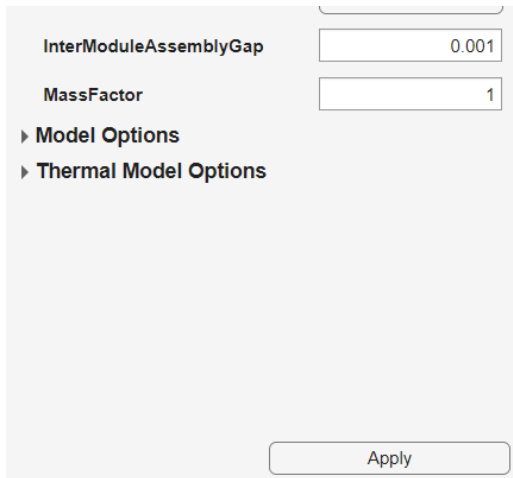 InterModuleAssemblyGap 0.001
MassFactor 1
Model Options
Thermal Model Options
Apply